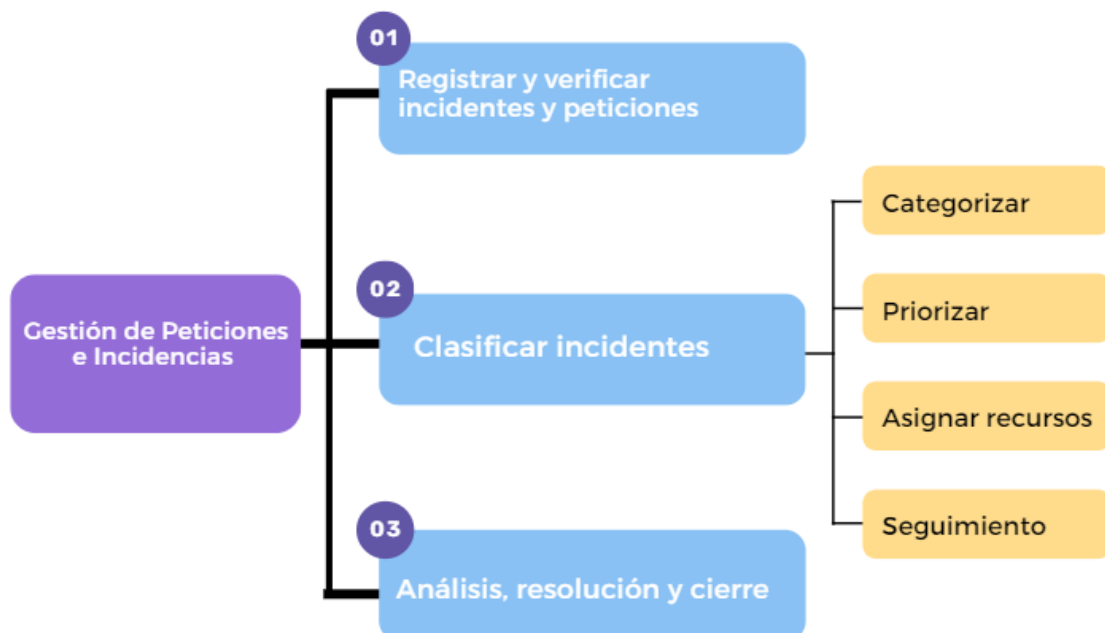 Gestión de Peticiones
e Incidencias
01
Registrar y verificar
incidentes y peticiones
02
Clasificar incidentes
Categorizar
Priorizar
Asignar recursos
Seguimiento
03
Análisis, resolución y cierre